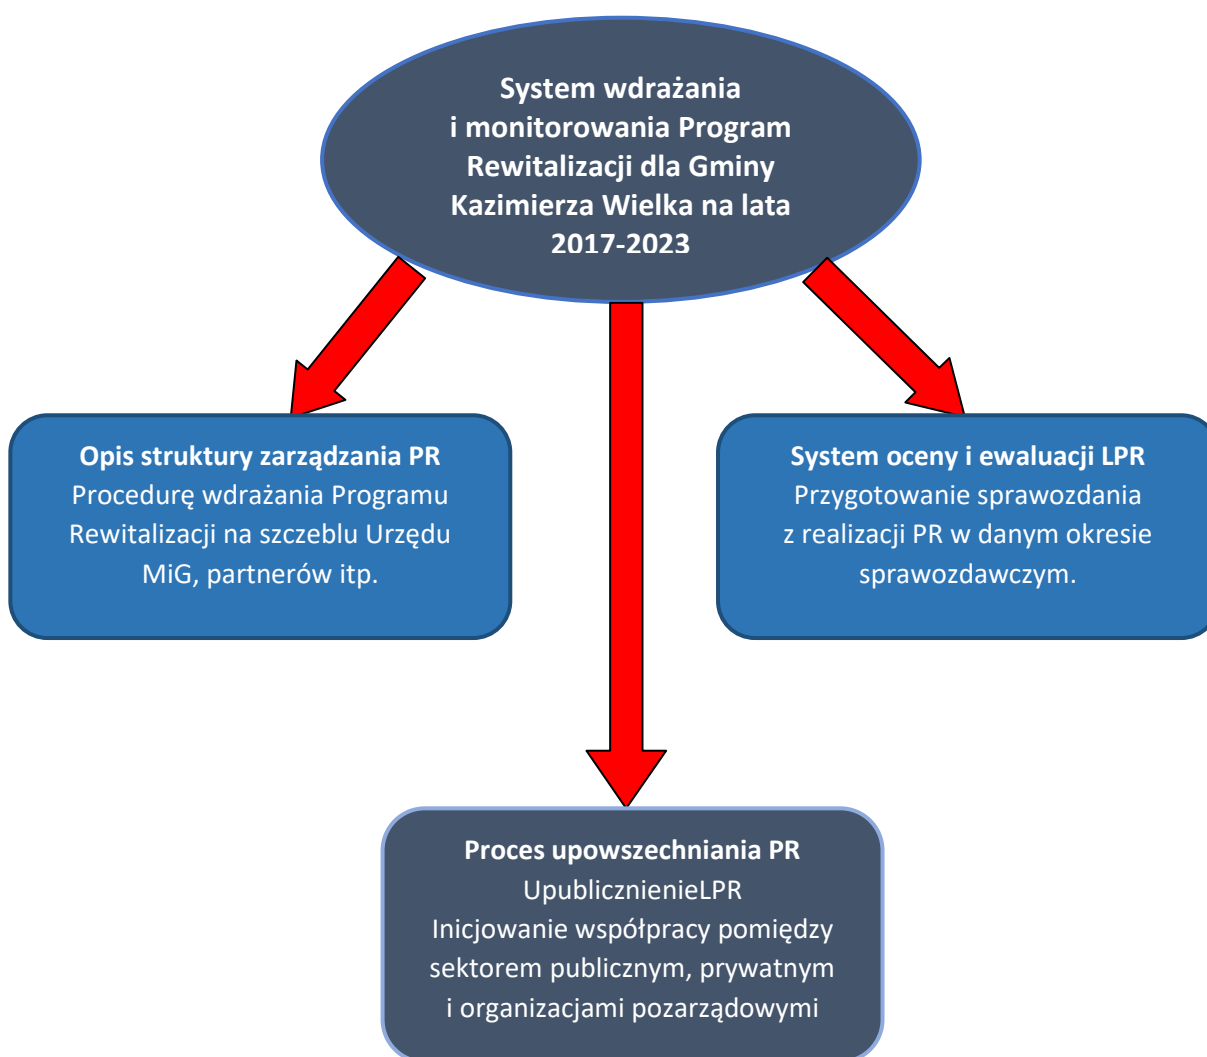 System wdrażania
i monitorowania Program
Rewitalizacji dla Gminy
Kazimierza Wielka na lata
2017-2023
Opis struktury zarządzania PR
Procedurę wdrażania Programu
Rewitalizacji na szczeblu Urzędu
MiG, partnerów itp.
System oceny i ewaluacji LPR
Przygotowanie sprawozdania
z realizacji PR w danym okresie
sprawozdawczym.
Proces upowszechniania PR
UpublicznienieLPR
Inicjowanie współpracy pomiędzy
sektorem publicznym, prywatnym
i organizacjami pozarządowymi